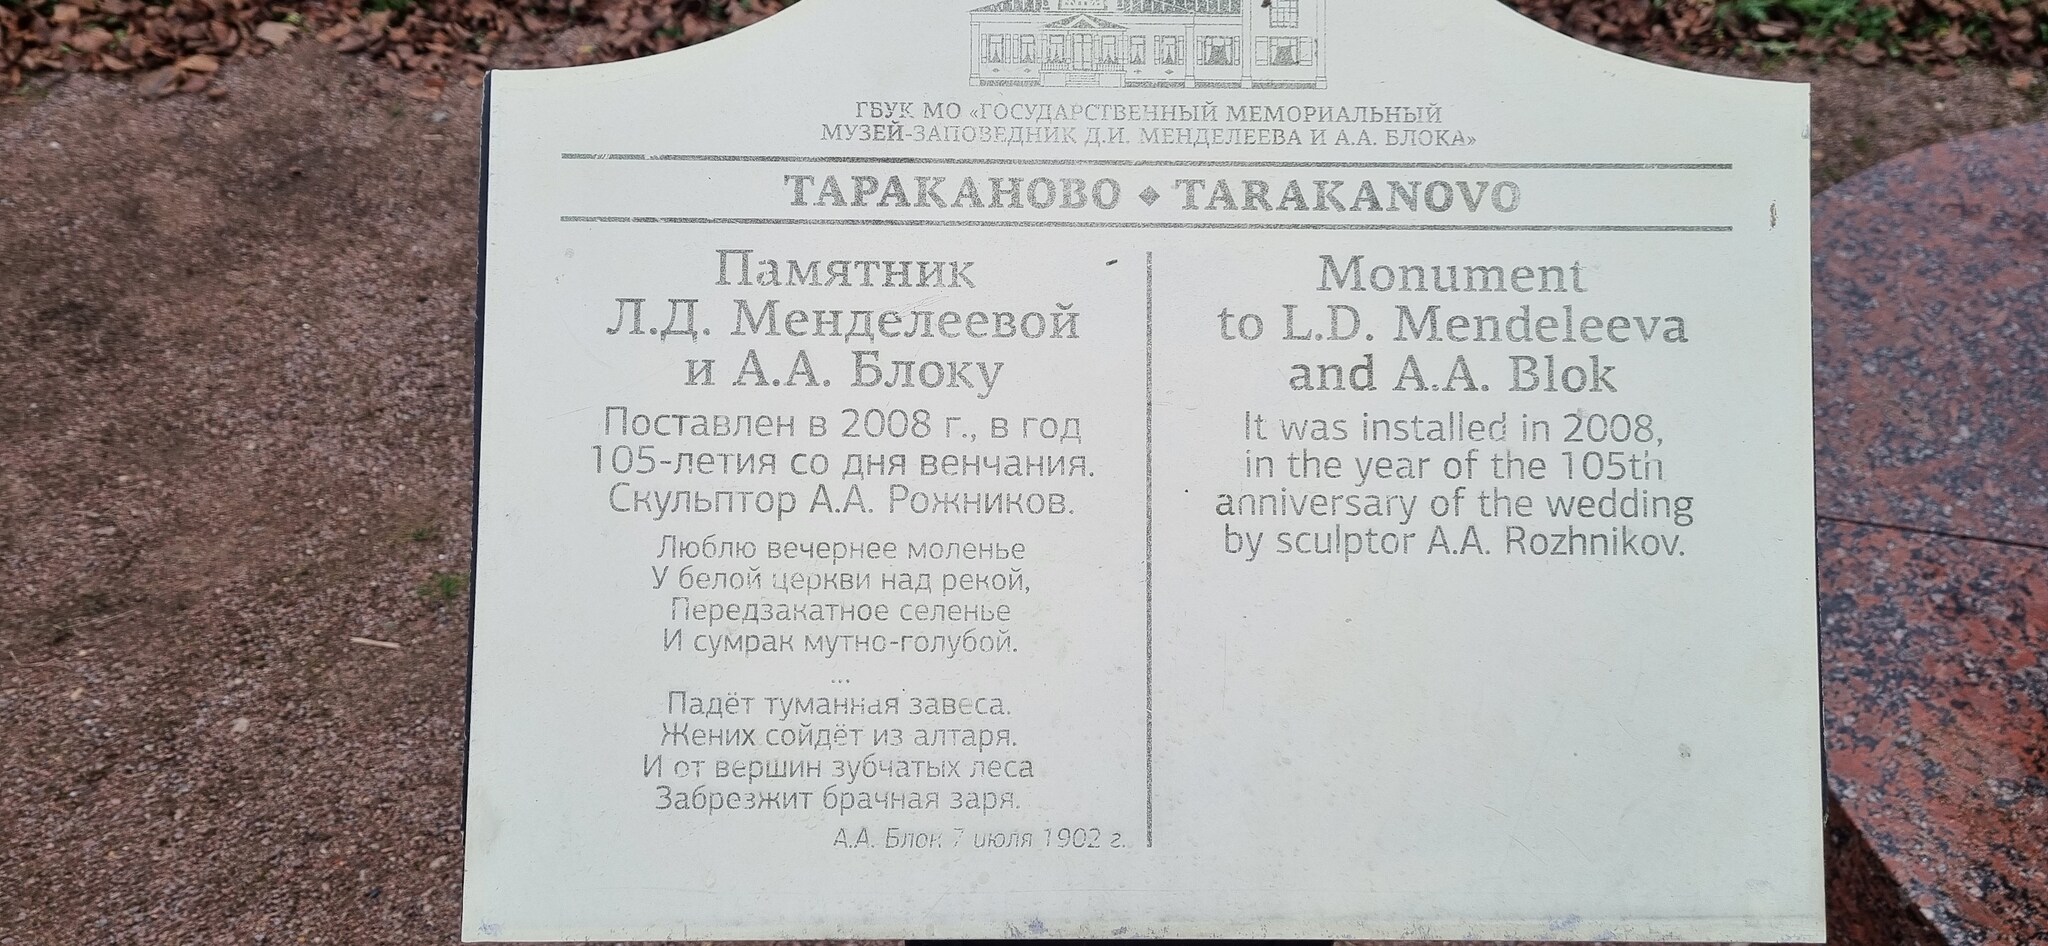 ГБУК МО «ГОСУДАРСТВЕННЫЙ МЕМОРИАЛЬНЫЙ
МУЗЕЙ-ЗАПОВЕДНИК Д.И. МЕНДЕЛЕЕВА И А.А. БЛОКА»
ТАРАКАНОВО ◆ TARAKANOVO
Памятник
Л.Д. Менделеевой
и А.А. Блоку
Поставлен в 2008 г., в год
105-летия со дня венчания.
Скульптор А.А. Рожников.
Люблю вечернее моленье
У белой церкви над рекой,
Передзакатное селенье
И сумрак мутно-голубой.
...
Падёт туманная завеса.
Жених сойдёт из алтаря.
И от вершин зубчатых леса
Забрезжит брачная заря.
А.А. Блок 7 июля 1902 г.
Monument
to L.D. Mendeleeva
and A.A. Blok
It was installed in 2008,
in the year of the 105th
anniversary of the wedding
by sculptor A.A. Rozhnikov.